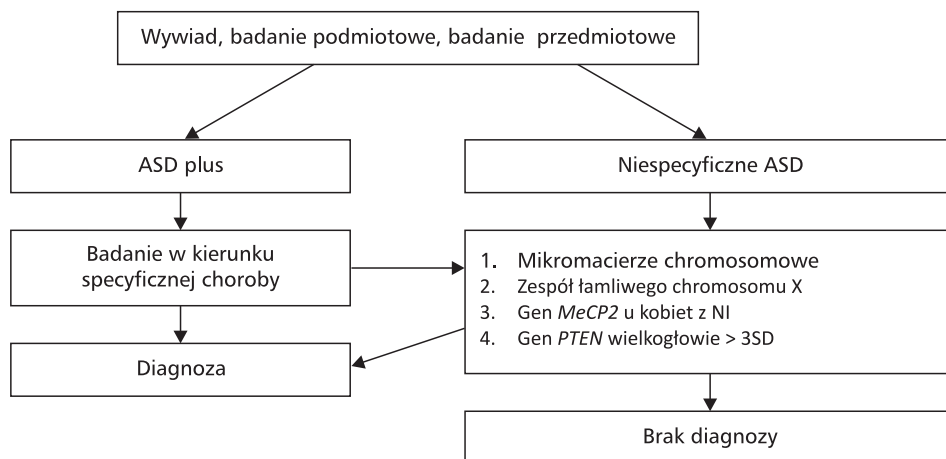 Wywiad, badanie podmiotowe, badanie przedmiotowe
ASD plus
Niespecyficzne ASD
Badanie w kierunku
specyficznej choroby
1. Mikromacierze chromosomowe
2. Zespół łamliwego chromosomu X
3. Gen MeCP2 u kobiet z NI
4. Gen PTEN wielkogłowie > 3SD
Diagnoza
Brak diagnozy